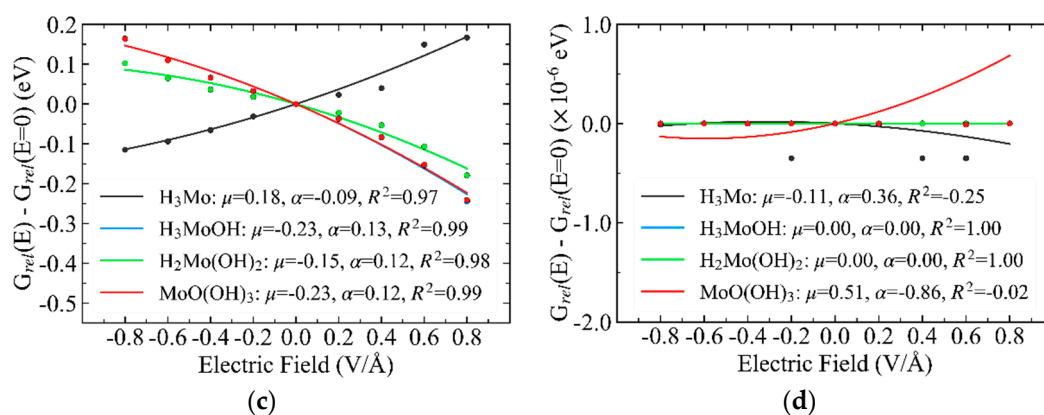 G_rel(E) - G_rel(E=0) (eV)
0.2
0.1
0.0
-0.1
-0.2
-0.3
-0.4
-0.5
H₃Mo: μ=0.18, α=-0.09, R²=0.97
H₃MoOH: μ=-0.23, α=0.13, R²=0.99
H₂Mo(OH)₂: μ=-0.15, α=0.12, R²=0.98
MoO(OH)₃: μ=-0.23, α=0.12, R²=0.99
-0.8 -0.6 -0.4 -0.2 0.0 0.2 0.4 0.6 0.8
Electric Field (V/Å)
(c)
G_rel(E) - G_rel(E=0) (×10⁻⁶ eV)
1.0
0.0
-1.0
-2.0
H₃Mo: μ=-0.11, α=0.36, R²=-0.25
H₃MoOH: μ=0.00, α=0.00, R²=1.00
H₂Mo(OH)₂: μ=0.00, α=0.00, R²=1.00
MoO(OH)₃: μ=0.51, α=-0.86, R²=-0.02
-0.8 -0.6 -0.4 -0.2 0.0 0.2 0.4 0.6 0.8
Electric Field (V/Å)
(d)